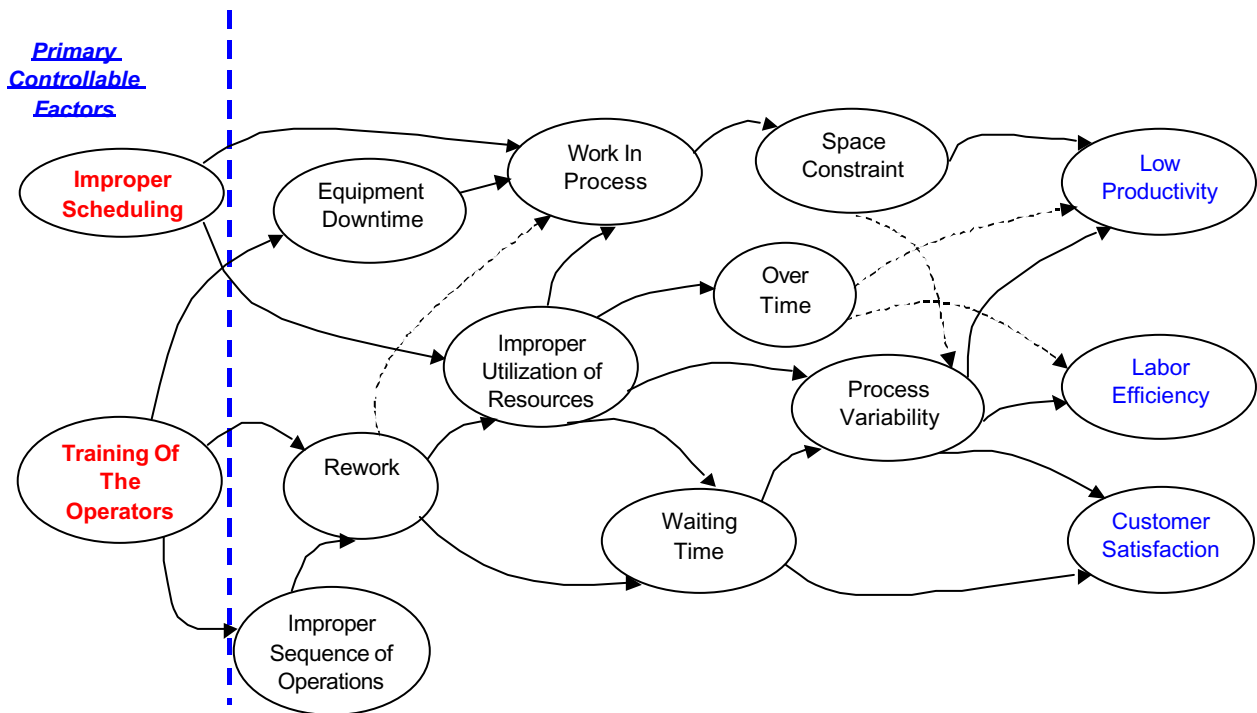 Primary
Controllable
Factors
Improper
Scheduling
Equipment
Downtime
Work In
Process
Space
Constraint
Low
Productivity
Over
Time
Improper
Utilization of
Resources
Process
Variability
Labor
Efficiency
Training Of
The
Operators
Rework
Waiting
Time
Customer
Satisfaction
Improper
Sequence of
Operations